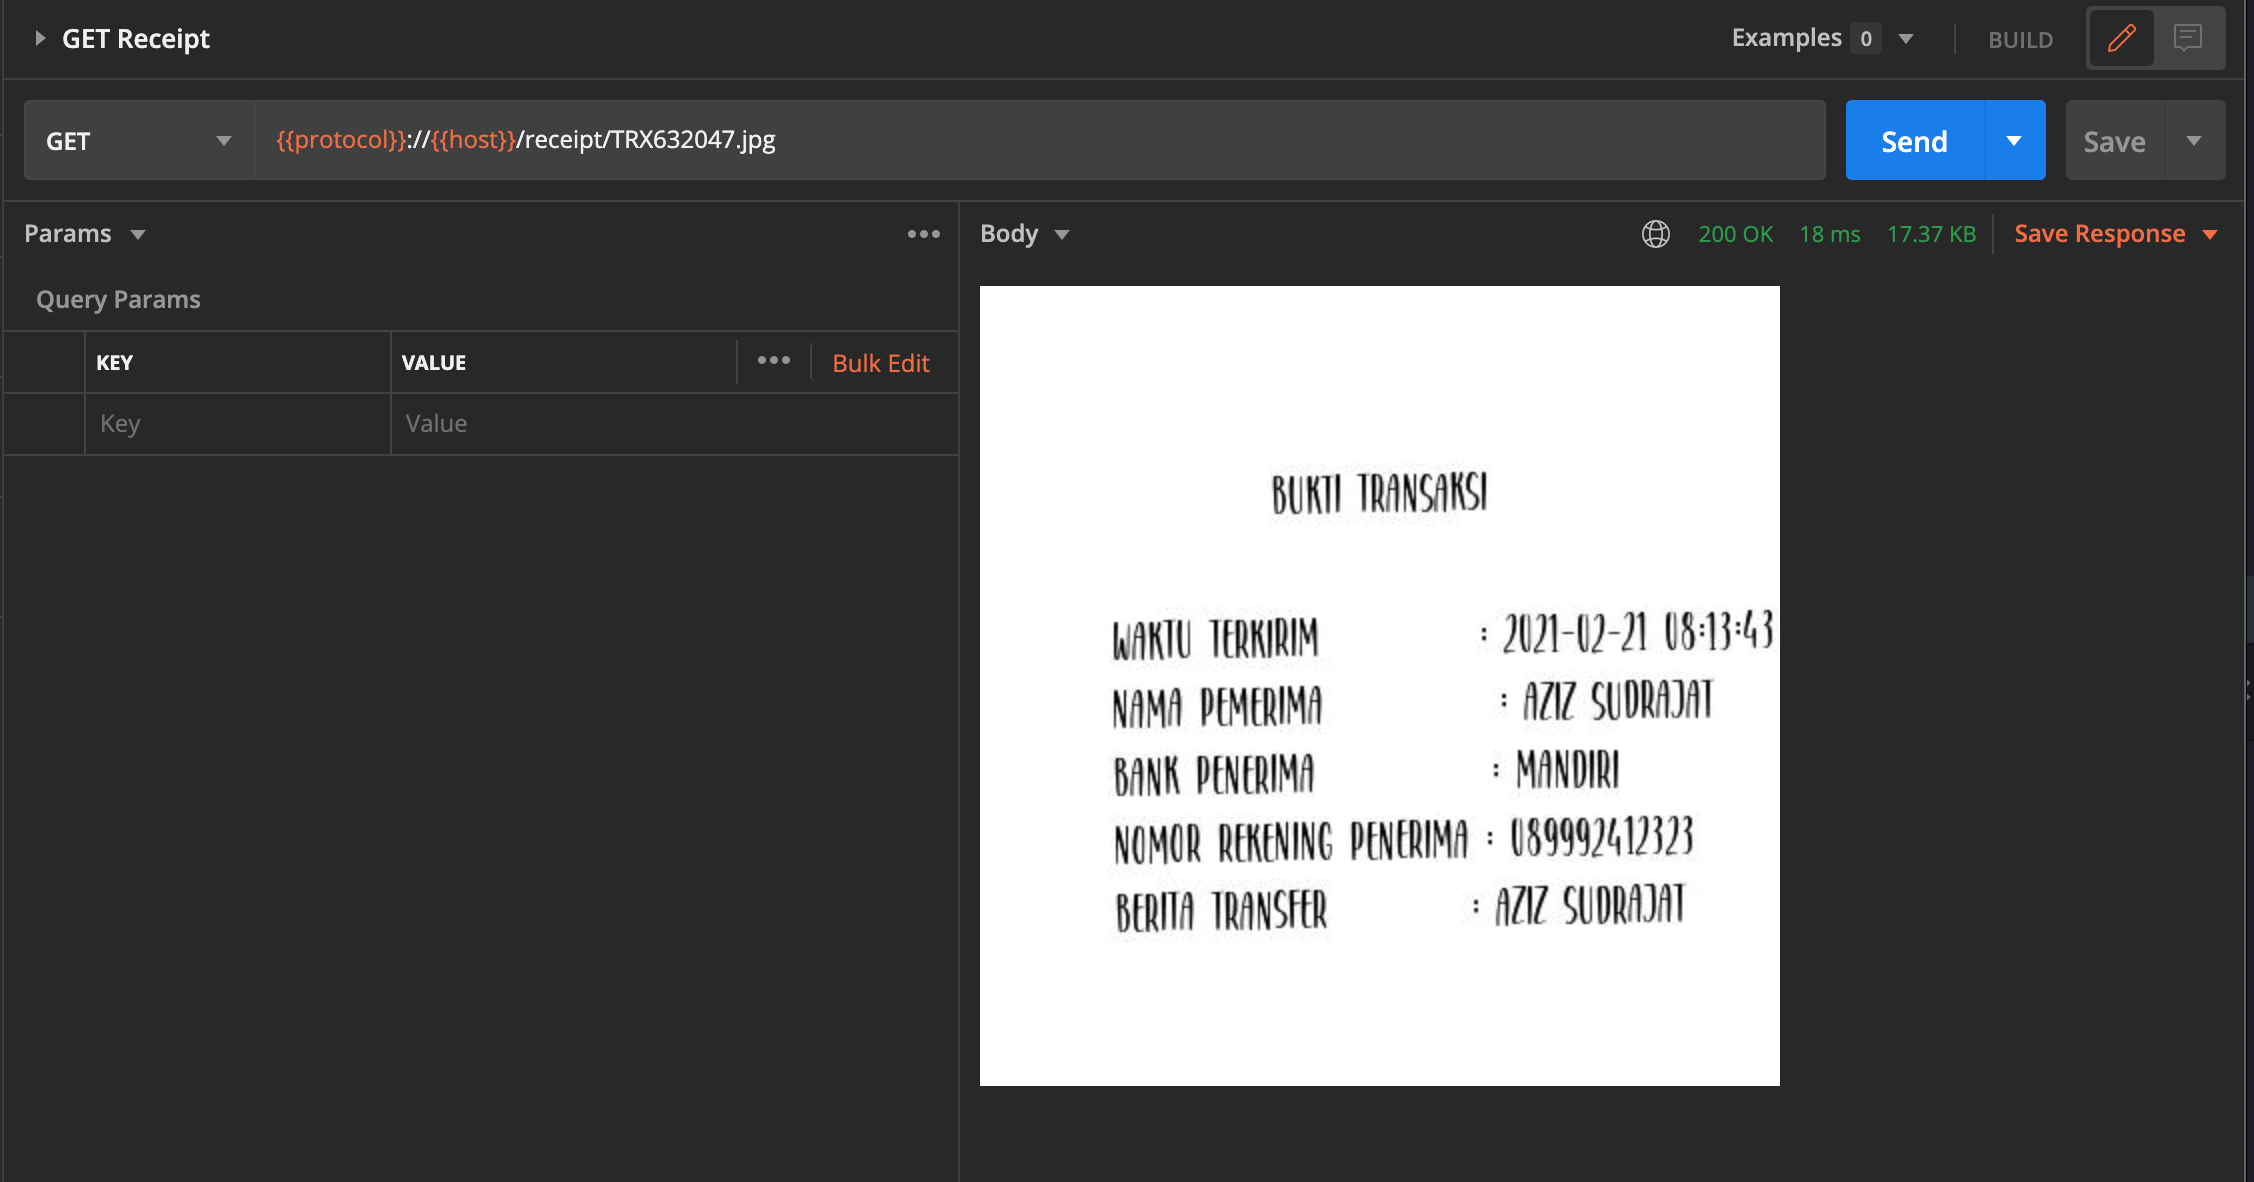 GET Receipt
Examples 0
BUILD
GET
{{protocol}}://{{host}}/receipt/TRX632047.jpg
Send
Save
Params
Body
200 OK 18 ms 17.37 KB
Save Response
Query Params
KEY VALUE Bulk Edit
Key Value
BUKTI TRANSAKSI
WAKTU TERKIRIM : 2021-02-21 08:13:43
NAMA PEMERIMA : AZIZ SUDRAJAT
BANK PENERIMA : MANDIRI
NOMOR REKENING PENERIMA : 089992412323
BERITA TRANSFER : AZIZ SUDRAJAT